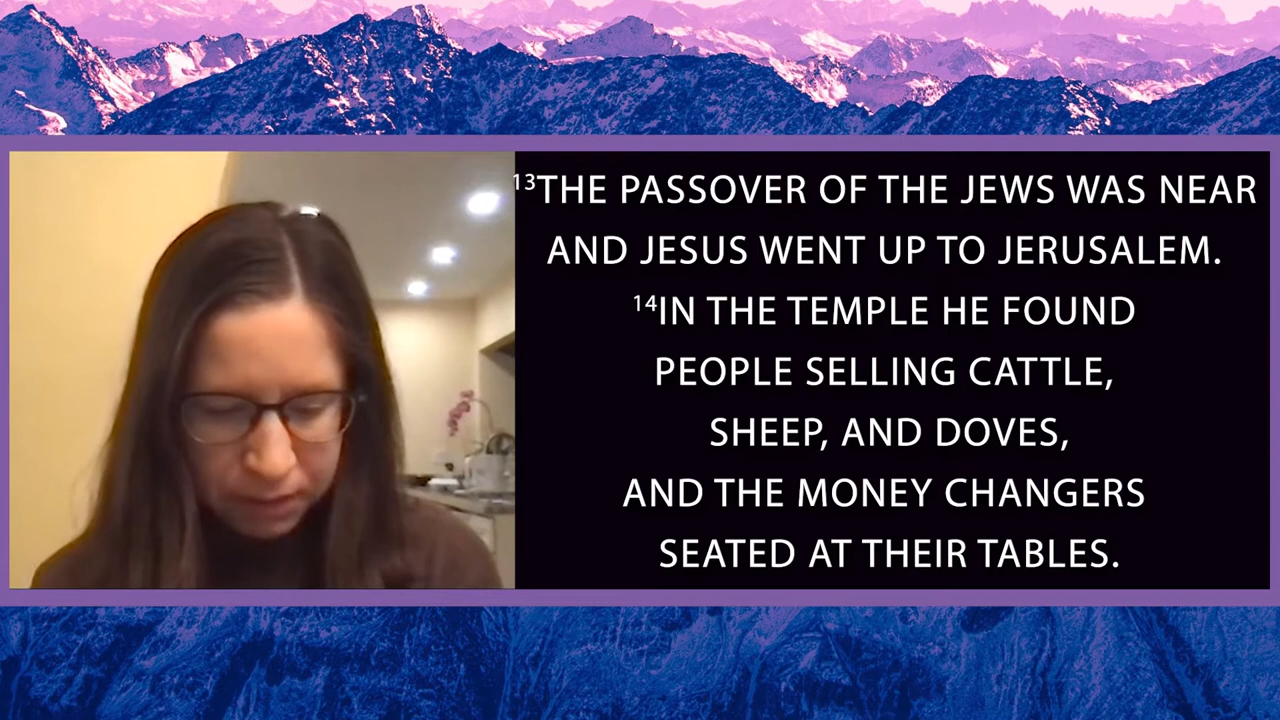 ¹³THE PASSOVER OF THE JEWS WAS NEAR
AND JESUS WENT UP TO JERUSALEM.
¹⁴IN THE TEMPLE HE FOUND
PEOPLE SELLING CATTLE,
SHEEP, AND DOVES,
AND THE MONEY CHANGERS
SEATED AT THEIR TABLES.